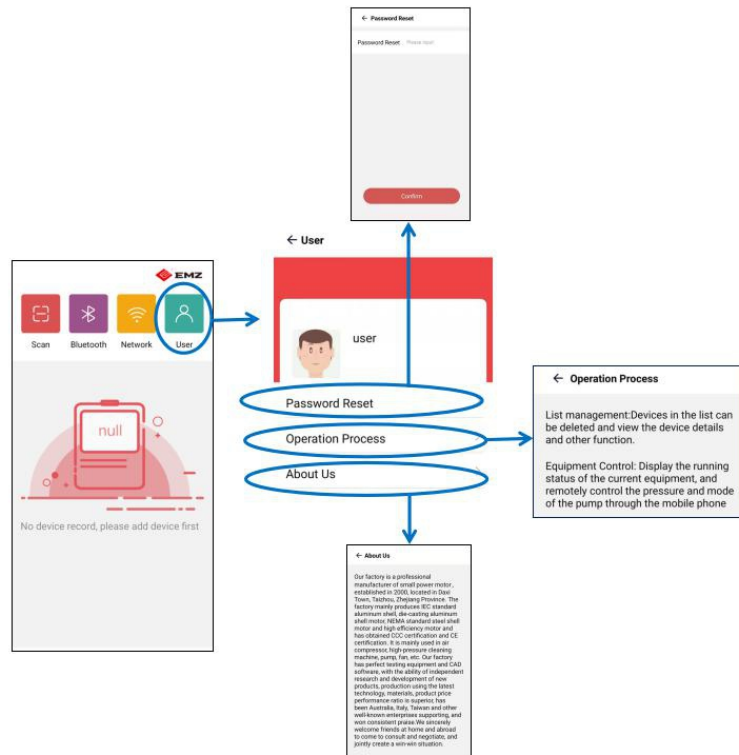 ← Password Reset
Password Reset Please reset
Confirm
← User
EMZ
Scan Bluetooth Network User
user
Password Reset
Operation Process
About Us
null
No device record, please add device first
← Operation Process
List management:Devices in the list can
be deleted and view the device details
and other function.
Equipment Control: Display the running
status of the current equipment, and
remotely control the pressure and mode
of the pump through the mobile phone
← About Us
Our factory is a professional
manufacturer of small power motor.,
established in 2000, located in Daxi
Town, Taizhou, Zhejiang Province. The
factory mainly produces IEC standard
aluminum shell, die-casting aluminum
shell motor, NEMA standard steel shell
motor and high efficiency motor and
has obtained CCC certification and CE
certification. It is mainly used in air
compressor, high-pressure cleaning
machine, pump, fan, etc. Our factory
has perfect testing equipment and CAD
software, with the ability of independent
research and development of new
products, production using the latest
technology, materials, product price
performance ratio is superior, has
been Australia, Italy, Taiwan and other
well-known enterprises supporting, and
won consistent praise.We sincerely
welcome friends at home and abroad
to come to consult and negotiate, and
jointly create a win-win situation.